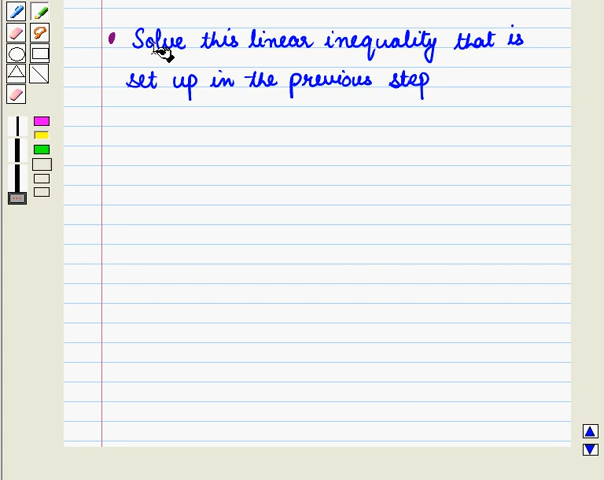 • Solve this linear inequality that is
set up in the previous step